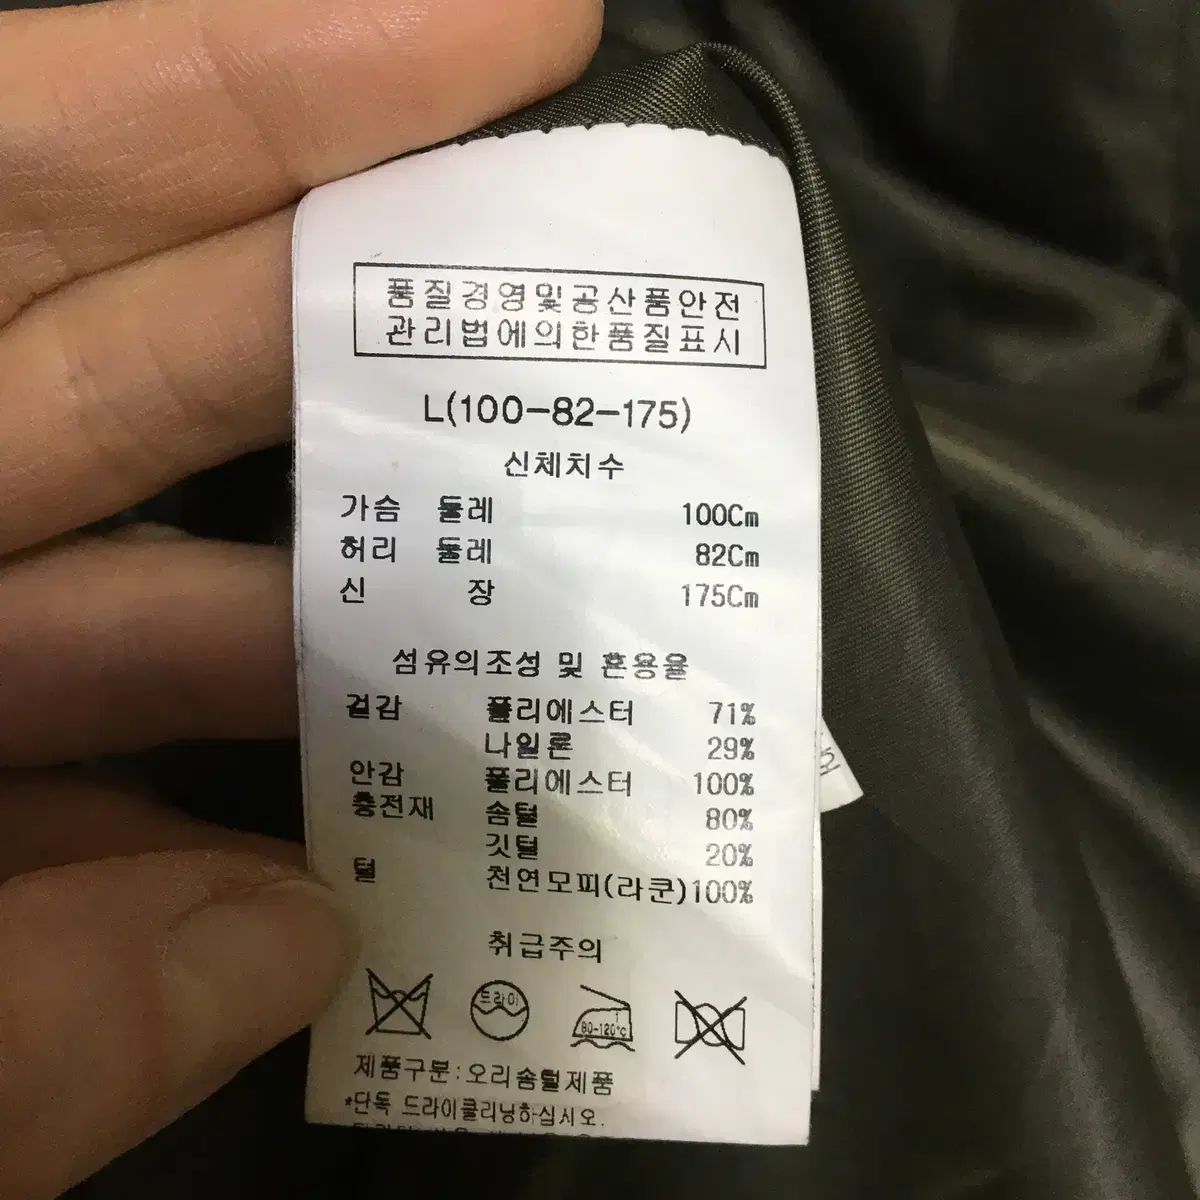 품질경영및공산품안전
관리법에의한품질표시
L(100-82-175)
신체치수
가슴 둘레 100Cm
허리 둘레 82Cm
신 장 175Cm
섬유의조성 및 혼용율
겉감 폴리에스터 71%
나일론 29%
안감 폴리에스터 100%
충전재 솜털 80%
깃털 20%
털 천연모피(라쿤)100%
취급주의
드라이
80-120℃
제품구분:오리솜털제품
*단독 드라이클리닝하십시오.